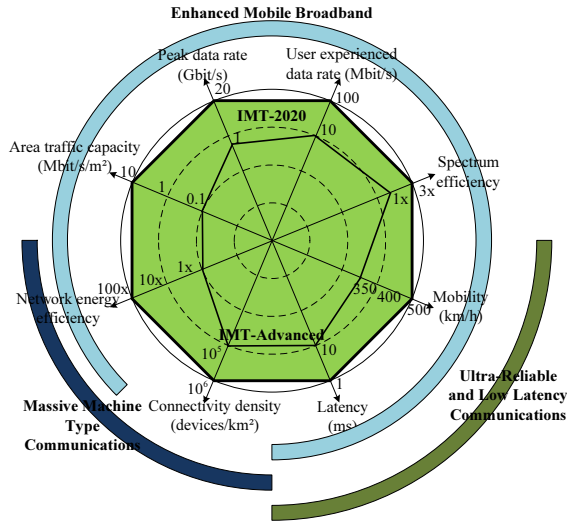 Enhanced Mobile Broadband
Peak data rate
(Gbit/s)
User experienced
data rate (Mbit/s)
20
100
IMT-2020
1
10
Area traffic capacity
(Mbit/s/m²)
10
1
0.1
Spectrum
efficiency
1x
3x
1x
10x
100x
Network energy
efficiency
350
400
500
Mobility
(km/h)
IMT-Advanced
10⁵
10
10⁶
1
Connectivity density
(devices/km²)
Latency
(ms)
Massive Machine
Type
Communications
Ultra-Reliable
and Low Latency
Communications